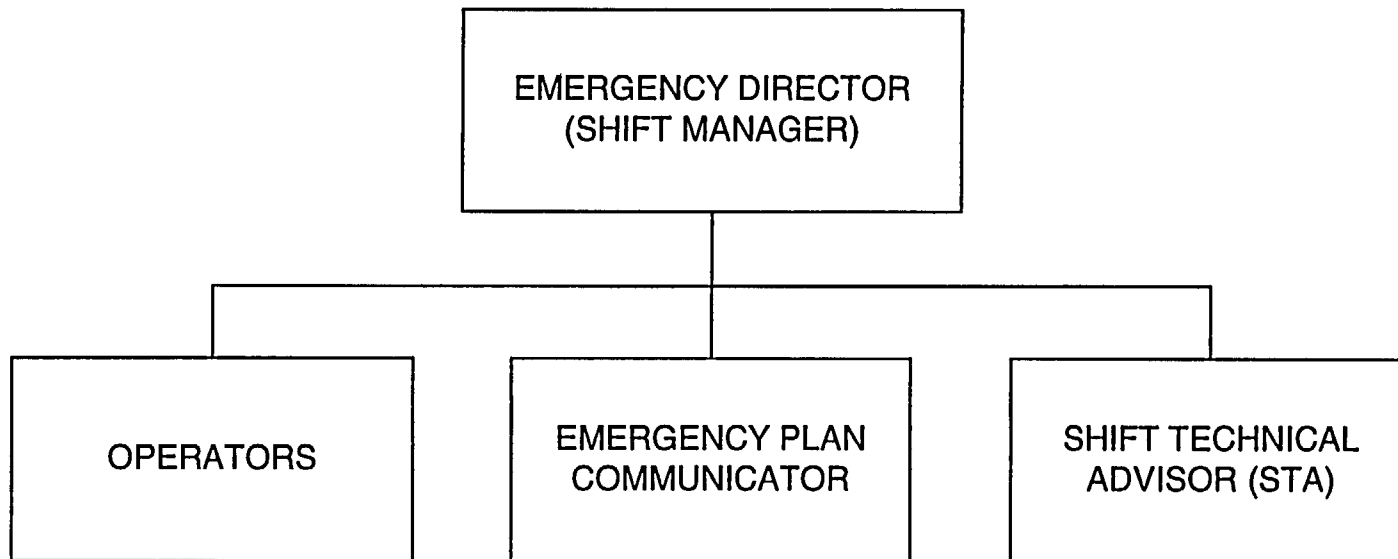 EMERGENCY DIRECTOR
(SHIFT MANAGER)
OPERATORS
EMERGENCY PLAN
COMMUNICATOR
SHIFT TECHNICAL
ADVISOR (STA)